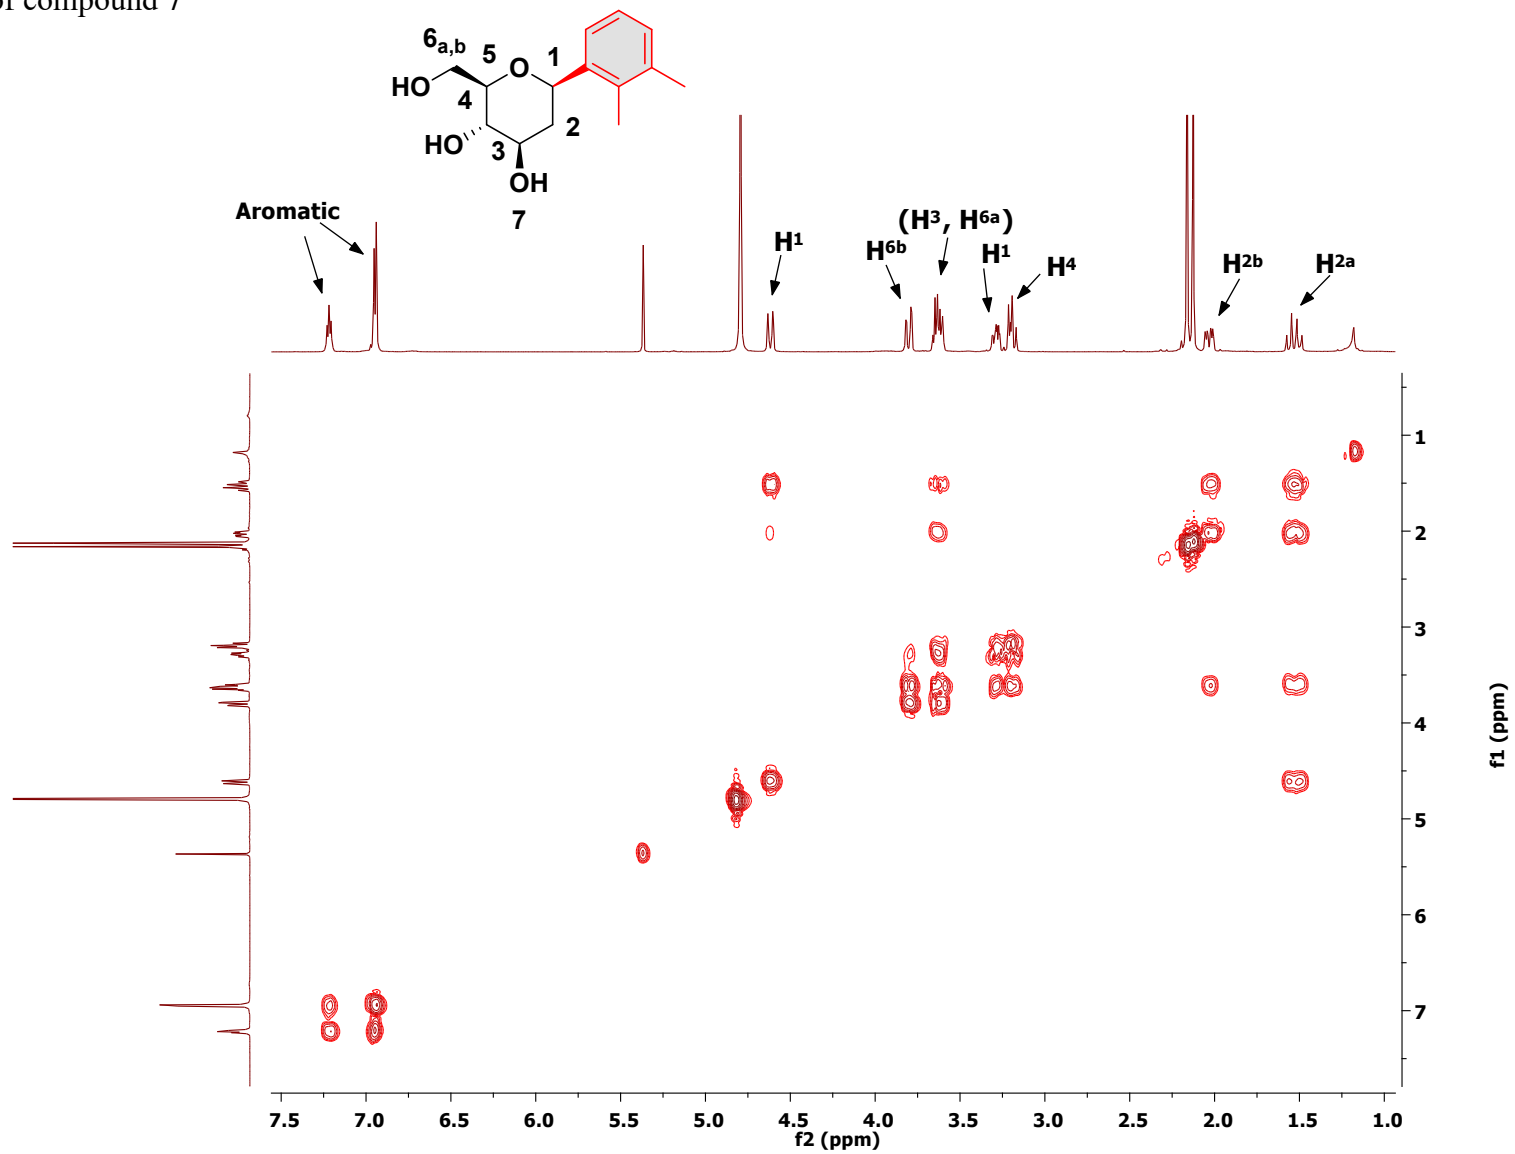 of compound 7
6a,b
5
O
1
HO
4
2
HO
3
OH
7
Aromatic
H1
H6b
(H3, H6a)
H1
H4
H2b
H2a
1
2
3
4
5
6
7
f1 (ppm)
7.5 7.0 6.5 6.0 5.5 5.0 4.5 4.0 3.5 3.0 2.5 2.0 1.5 1.0
f2 (ppm)